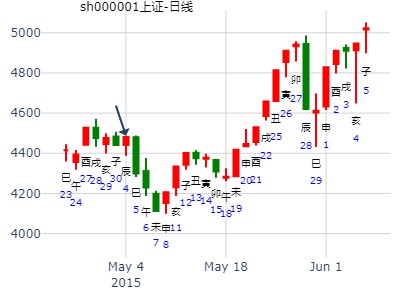 sh000001上证-日线
5000
4800
4600
4400
4200
4000
巳
23
午
24
酉
27
戌
28
亥
29
子
30
辰
4
巳
5
午
6
未
7
申
8
亥
11
子
12
丑
13
寅
14
卯
15
午
18
未
19
申
20
酉
21
戌
22
丑
25
寅
26
卯
27
辰
28
巳
29
申
1
酉
2
戌
3
亥
4
子
5
May 4
2015
May 18
Jun 1